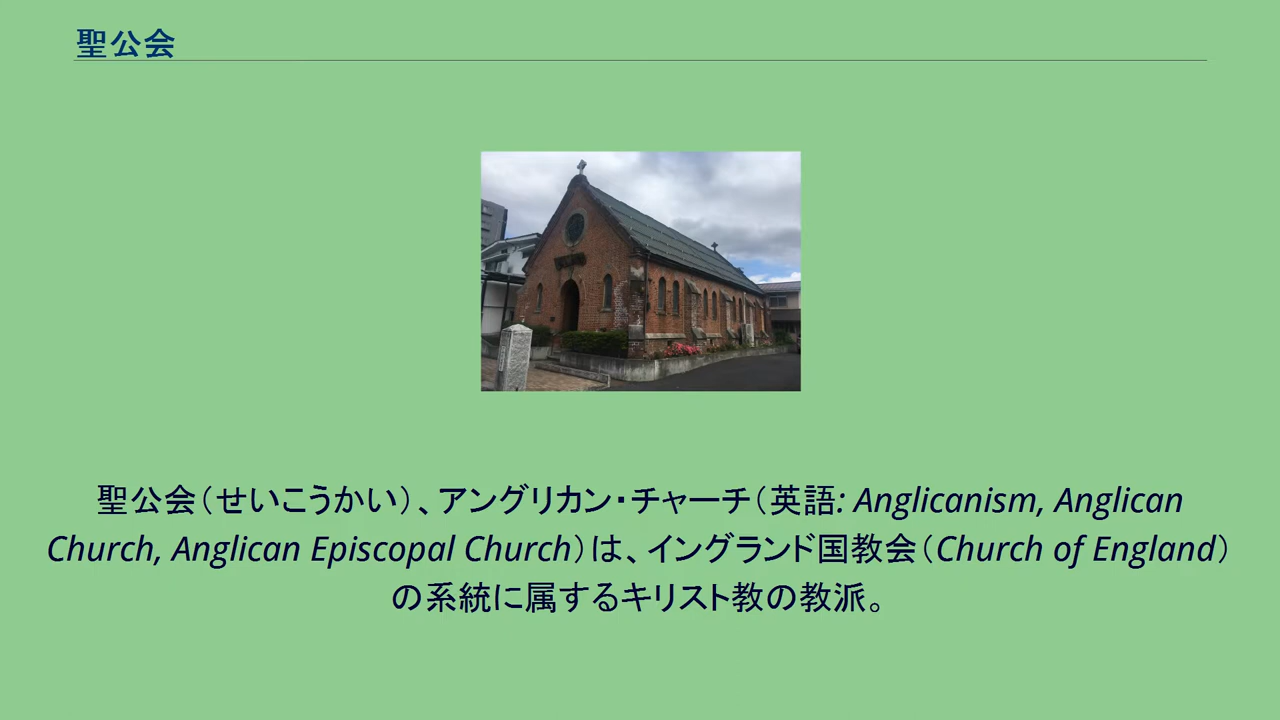 聖公会
聖公会（せいこうかい）、アングリカン・チャーチ（英語: Anglicanism, Anglican
Church, Anglican Episcopal Church）は、イングランド国教会（Church of England）
の系統に属するキリスト教の教派。